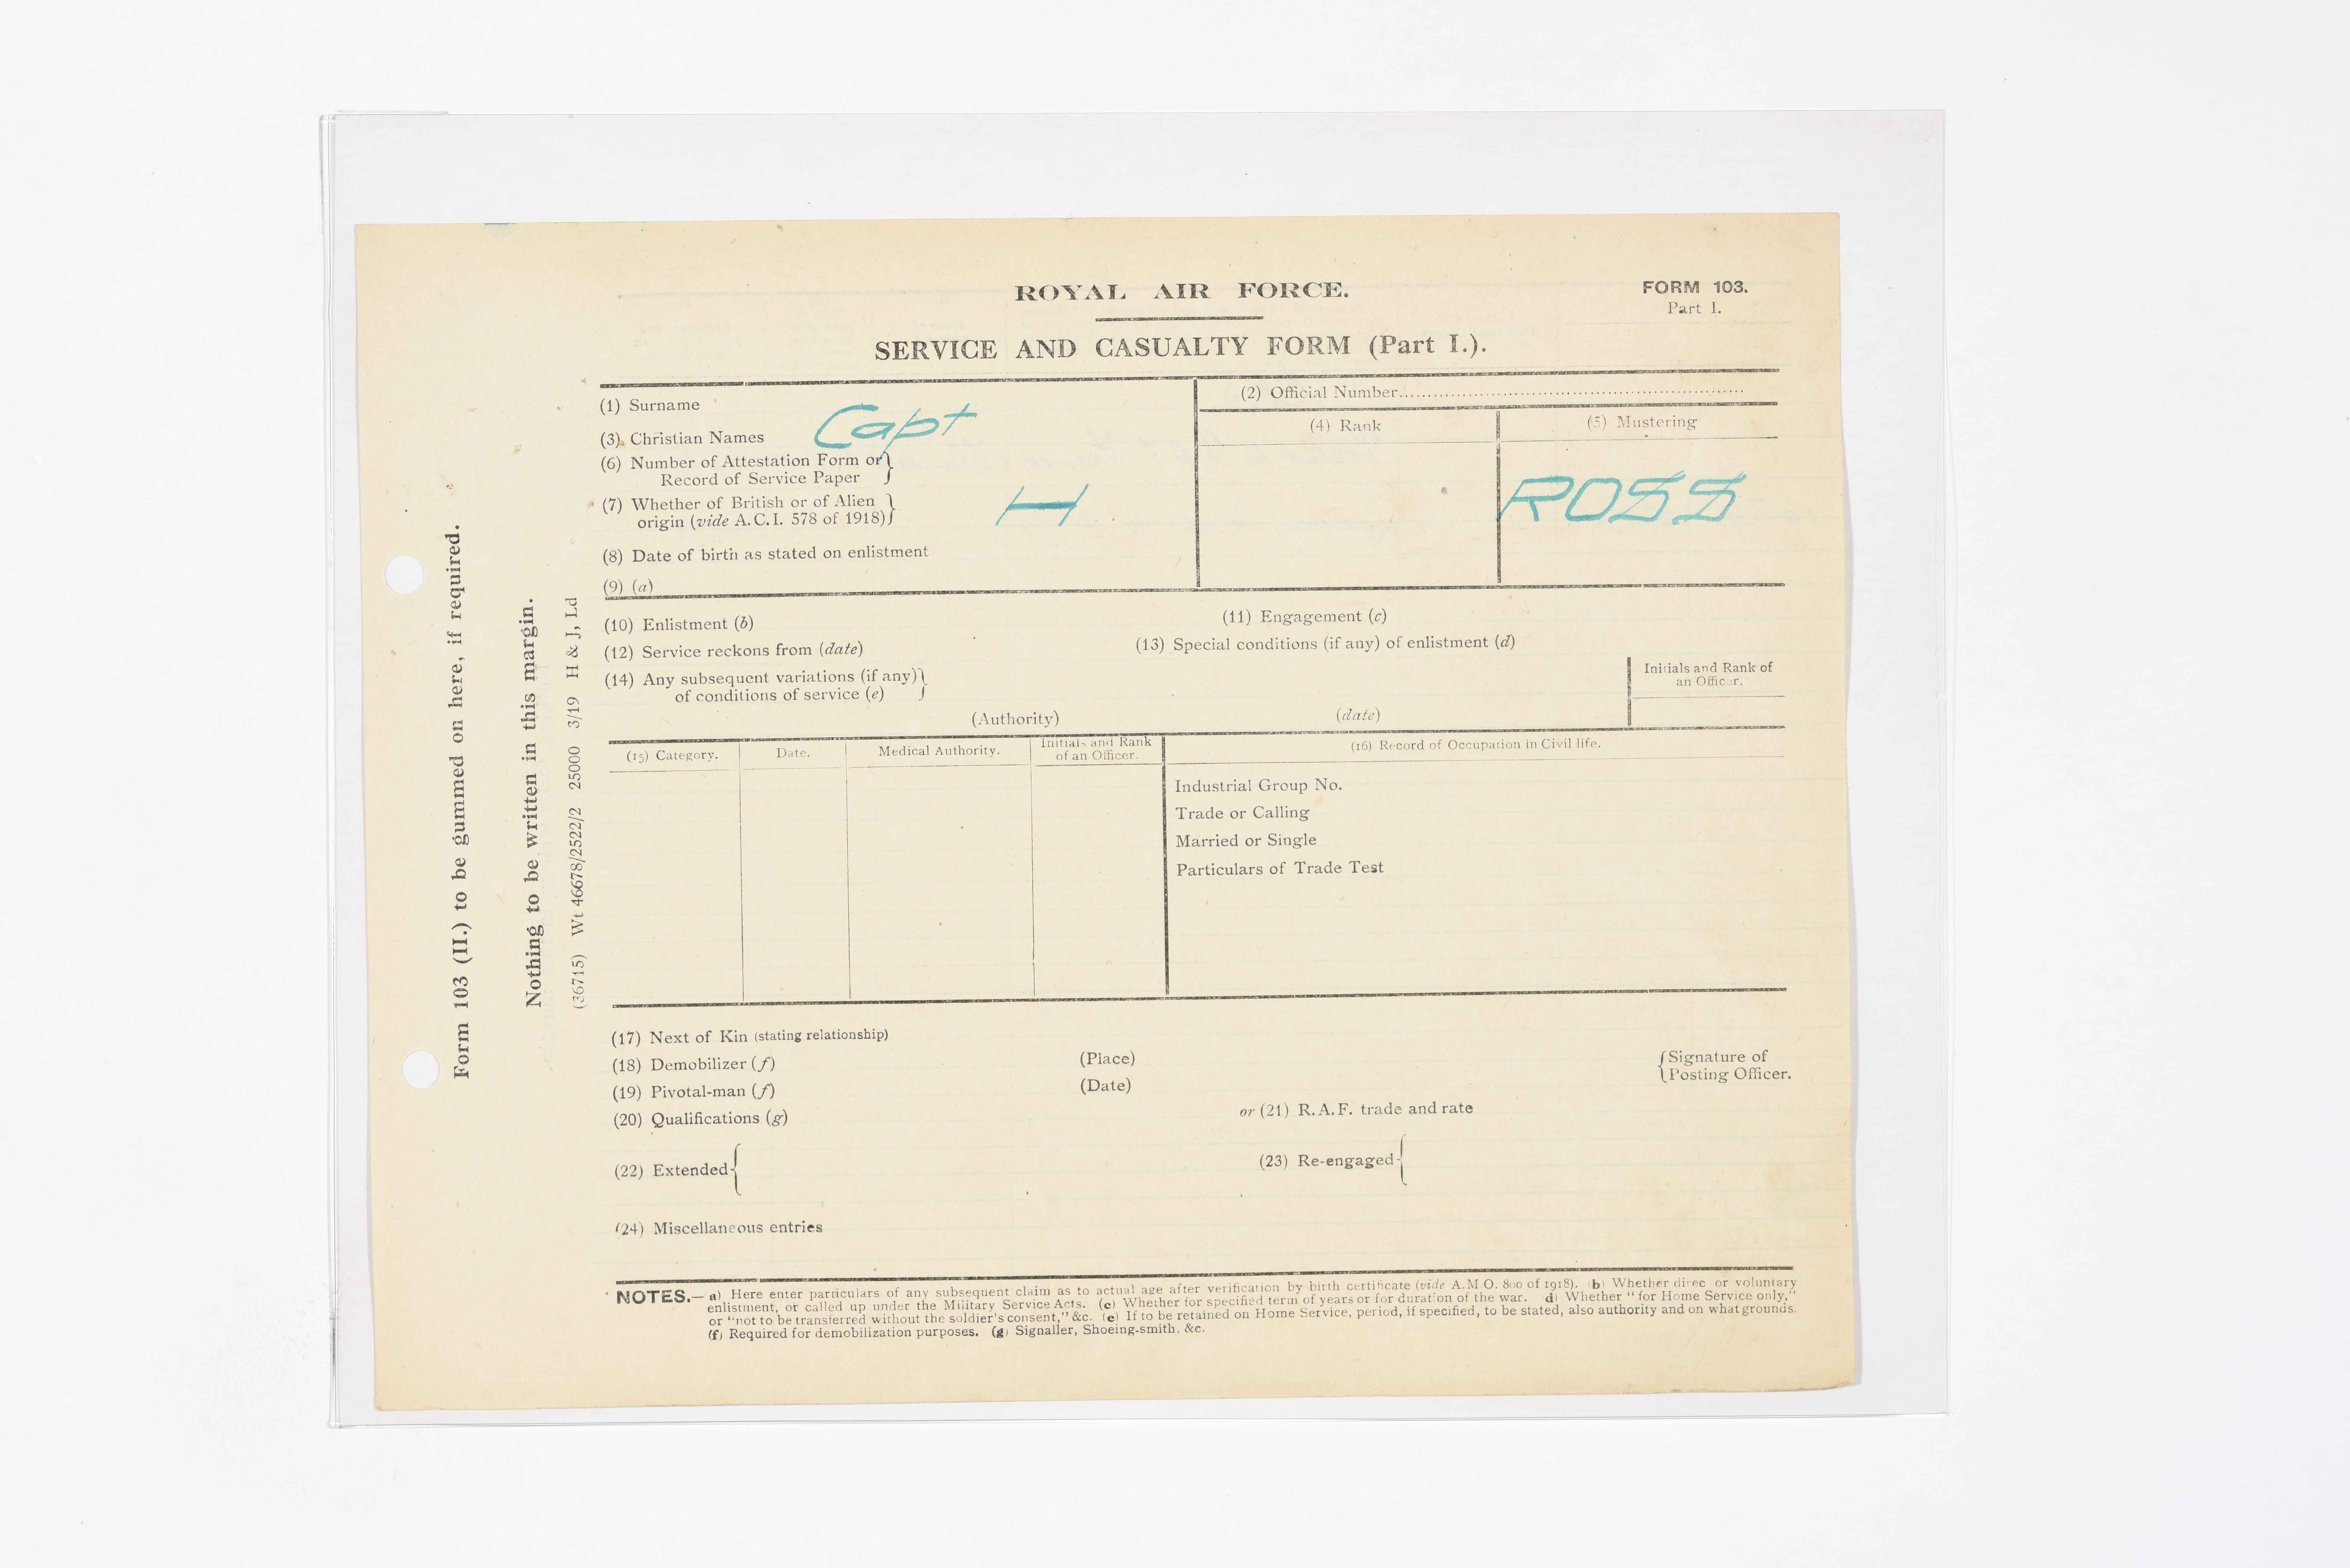 ROYAL AIR FORCE.
FORM 103.
Part I.
SERVICE AND CASUALTY FORM (Part I.).
(1) Surname
(2) Official Number
Capt
(3) Christian Names
(4) Rank
(5) Mustering
(6) Number of Attestation Form or
Record of Service Paper
(7) Whether of British or of Alien
origin (vide A.C.I. 578 of 1918)
H
ROSS
(8) Date of birth as stated on enlistment
(9) (a)
(10) Enlistment (b)
(11) Engagement (c)
(12) Service reckons from (date)
(13) Special conditions (if any) of enlistment (d)
(14) Any subsequent variations (if any)
of conditions of service (e)
Initials and Rank of
an Officer.
(Authority)
(date)
(15) Category.
Date.
Medical Authority.
Initials and Rank
of an Officer.
(16) Record of Occupation in Civil life.
Industrial Group No.
Trade or Calling
Married or Single
Particulars of Trade Test
(17) Next of Kin (stating relationship)
(18) Demobilizer (f)
(Place)
Signature of
Posting Officer.
(19) Pivotal-man (f)
(Date)
(20) Qualifications (g)
or (21) R.A.F. trade and rate
(22) Extended
(23) Re-engaged
(24) Miscellaneous entries
NOTES.—a) Here enter particulars of any subsequent claim as to actual age after verification by birth certificate (vide A.M.O. 800 of 1918). (b) Whether direc or voluntary
enlistment, or called up under the Military Service Acts. (c) Whether for specified term of years or for duration of the war. d) Whether "for Home Service only,"
or "not to be transferred without the soldier's consent," &c. (e) If to be retained on Home Service, period, if specified, to be stated, also authority and on what grounds.
(f) Required for demobilization purposes. (g) Signaller, Shoeing-smith, &c.
Form 103 (II.) to be gummed on here, if required.
Nothing to be written in this margin.
(36715) Wt 46678/2522/2 25000 3/19 H & J, Ld